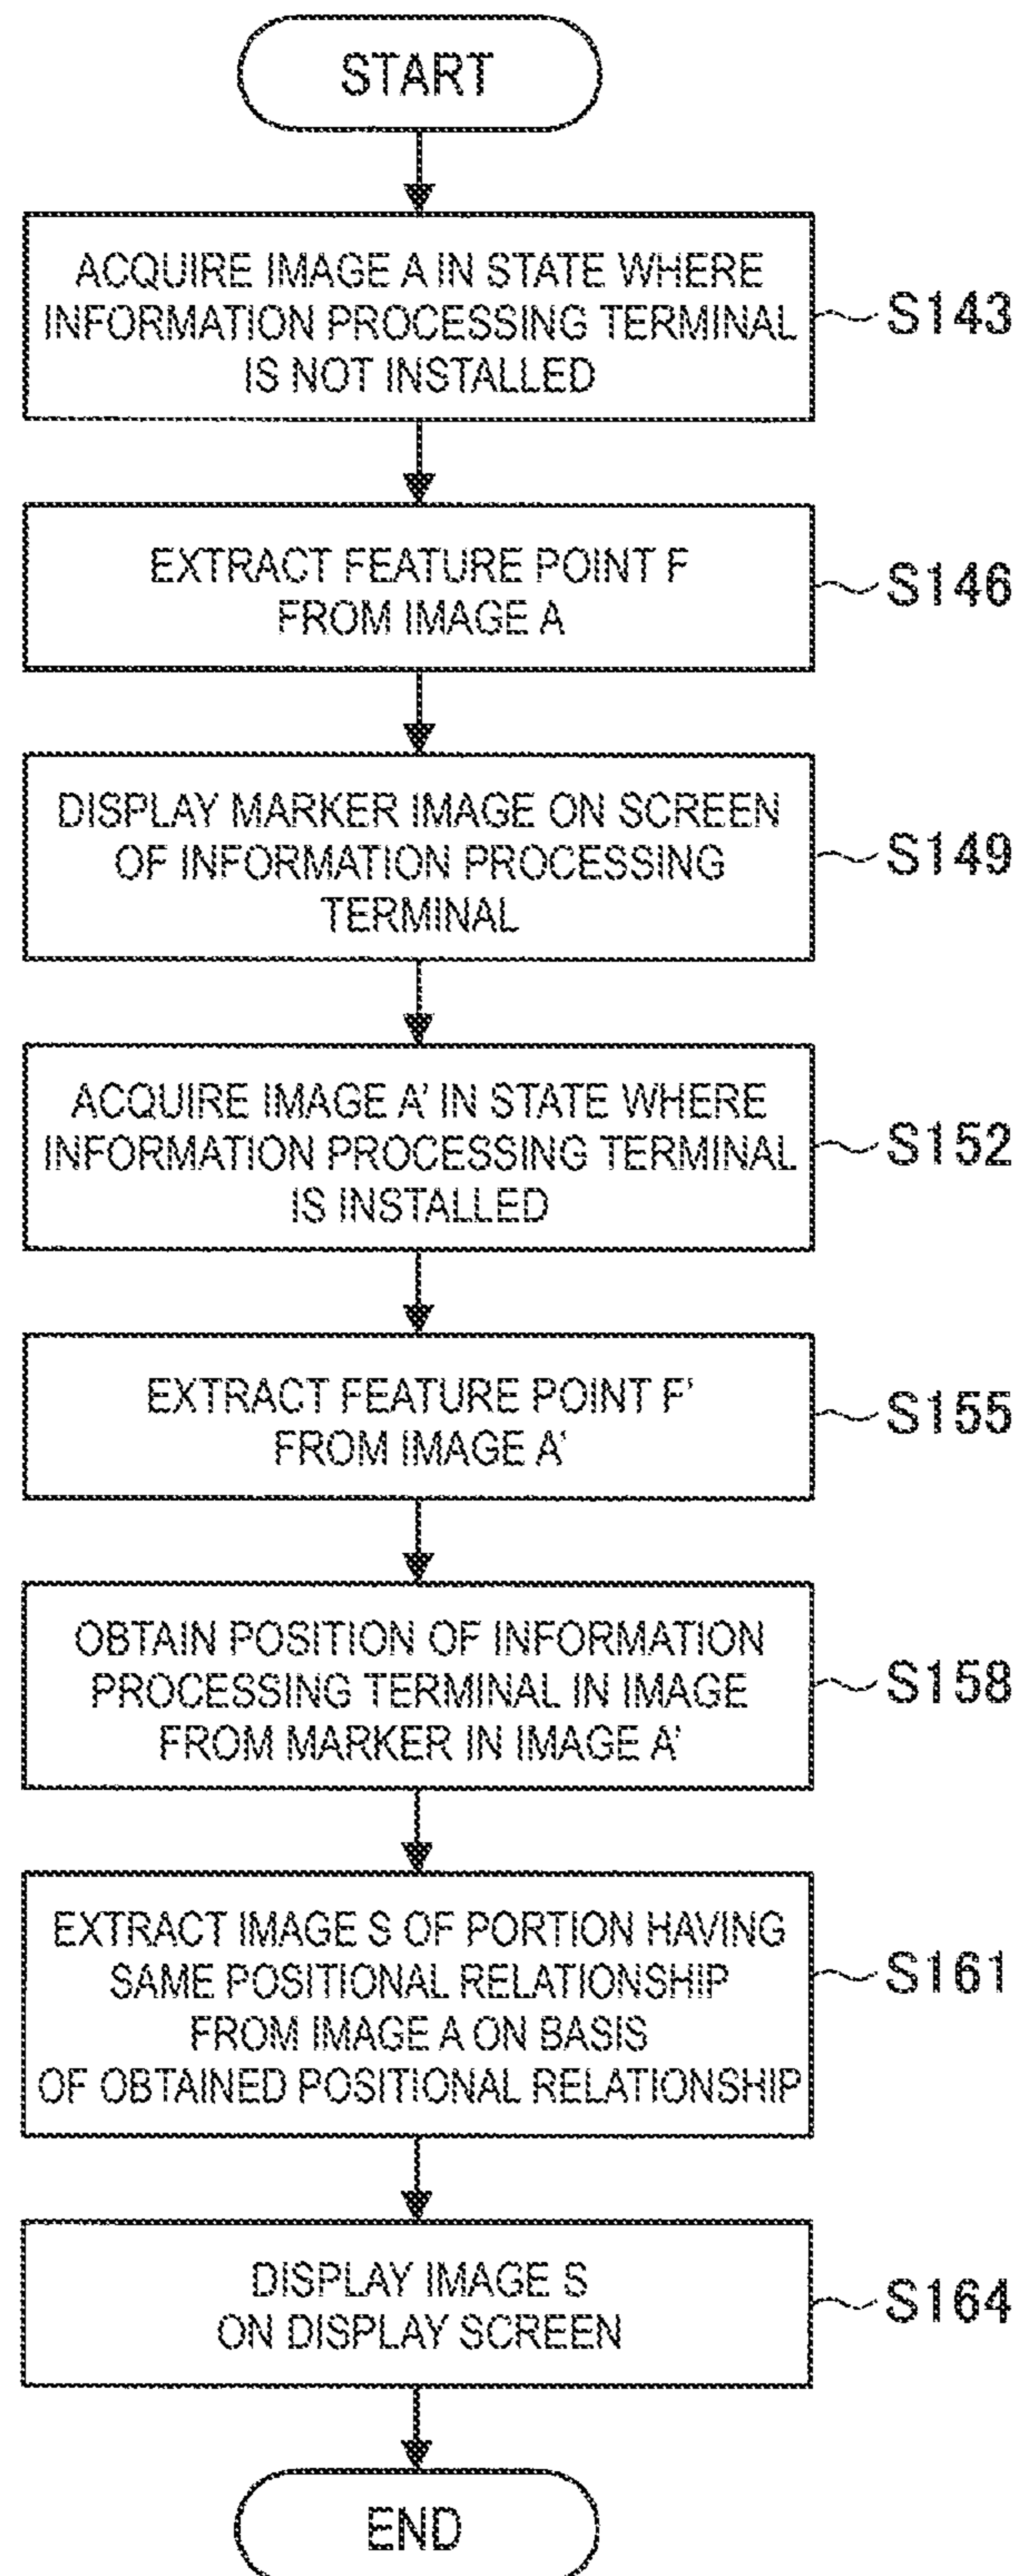 START
ACQUIRE IMAGE A IN STATE WHERE
INFORMATION PROCESSING TERMINAL
IS NOT INSTALLED
S143
EXTRACT FEATURE POINT F
FROM IMAGE A
S146
DISPLAY MARKER IMAGE ON SCREEN
OF INFORMATION PROCESSING
TERMINAL
S149
ACQUIRE IMAGE A' IN STATE WHERE
INFORMATION PROCESSING TERMINAL
IS INSTALLED
S152
EXTRACT FEATURE POINT F'
FROM IMAGE A'
S155
OBTAIN POSITION OF INFORMATION
PROCESSING TERMINAL IN IMAGE
FROM MARKER IN IMAGE A'
S158
EXTRACT IMAGE S OF PORTION HAVING
SAME POSITIONAL RELATIONSHIP
FROM IMAGE A ON BASIS
OF OBTAINED POSITIONAL RELATIONSHIP
S161
DISPLAY IMAGE S
ON DISPLAY SCREEN
S164
END